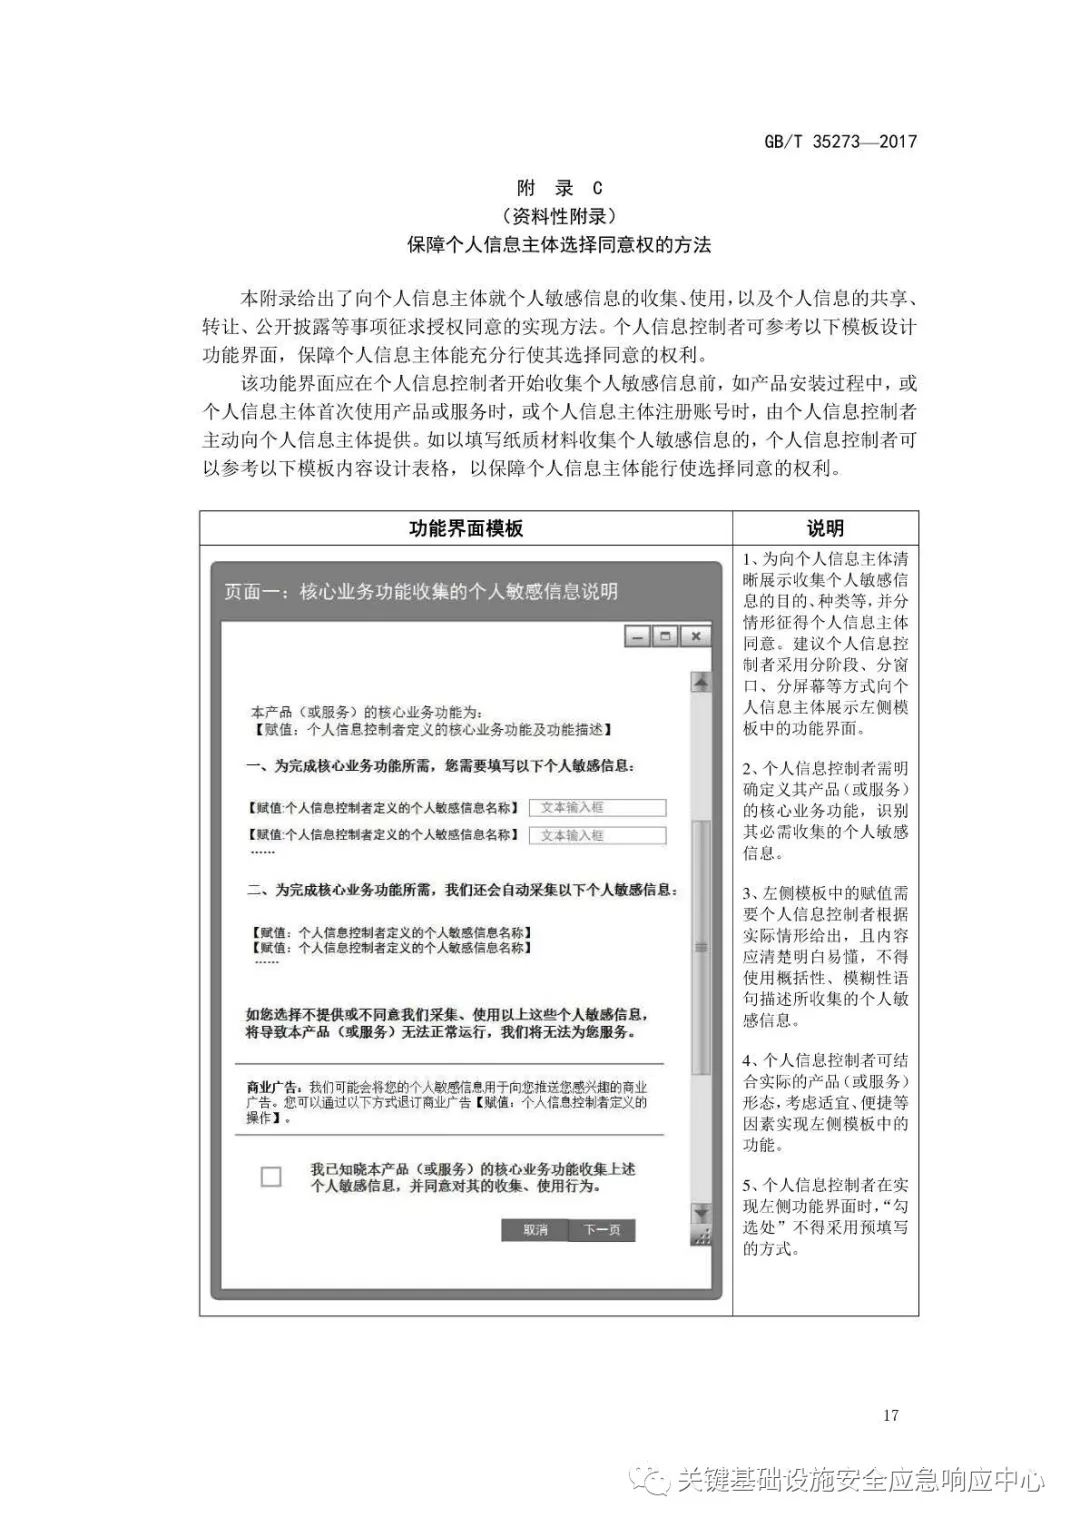 GB/T 35273—2017
附 录 C
（资料性附录）
保障个人信息主体选择同意权的方法
本附录给出了向个人信息主体就个人敏感信息的收集、使用，以及个人信息的共享、
转让、公开披露等事项征求授权同意的实现方法。个人信息控制者可参考以下模板设计
功能界面，保障个人信息主体能充分行使其选择同意的权利。
该功能界面应在个人信息控制者开始收集个人敏感信息前，如产品安装过程中，或
个人信息主体首次使用产品或服务时，或个人信息主体注册账号时，由个人信息控制者
主动向个人信息主体提供。如以填写纸质材料收集个人敏感信息的，个人信息控制者可
以参考以下模板内容设计表格，以保障个人信息主体能行使选择同意的权利。
功能界面模板
页面一：核心业务功能收集的个人敏感信息说明
本产品（或服务）的核心业务功能为：
【赋值：个人信息控制者定义的核心业务功能及功能描述】
一、为完成核心业务功能所需，您需要填写以下个人敏感信息：
【赋值:个人信息控制者定义的个人敏感信息名称】 文本输入框
【赋值:个人信息控制者定义的个人敏感信息名称】 文本输入框
……
二、为完成核心业务功能所需，我们还会自动采集以下个人敏感信息：
【赋值：个人信息控制者定义的个人敏感信息名称】
【赋值：个人信息控制者定义的个人敏感信息名称】
……
如您选择不提供或不同意我们采集、使用以上这些个人敏感信息，
将导致本产品（或服务）无法正常运行，我们将无法为您服务。
商业广告：我们可能会将您的个人敏感信息用于向您推送您感兴趣的商业
广告。您可以通过以下方式退订商业广告【赋值：个人信息控制者定义的
操作】。
我已知晓本产品（或服务）的核心业务功能收集上述
个人敏感信息，并同意对其的收集、使用行为。
取消 下一页
说明
1、为向个人信息主体清
晰展示收集个人敏感信
息的目的、种类等，并分
情形征得个人信息主体
同意。建议个人信息控
制者采用分阶段、分窗
口、分屏幕等方式向个
人信息主体展示左侧模
板中的功能界面。
2、个人信息控制者需明
确定义其产品（或服务）
的核心业务功能，识别
其必需收集的个人敏感
信息。
3、左侧模板中的赋值需
要个人信息控制者根据
实际情形给出，且内容
应清楚明白易懂，不得
使用概括性、模糊性语
句描述所收集的个人敏
感信息。
4、个人信息控制者可结
合实际的产品（或服务）
形态，考虑适宜、便捷等
因素实现左侧模板中的
功能。
5、个人信息控制者在实
现左侧功能界面时，“勾
选处”不得采用预填写
的方式。
17
关键基础设施安全应急响应中心